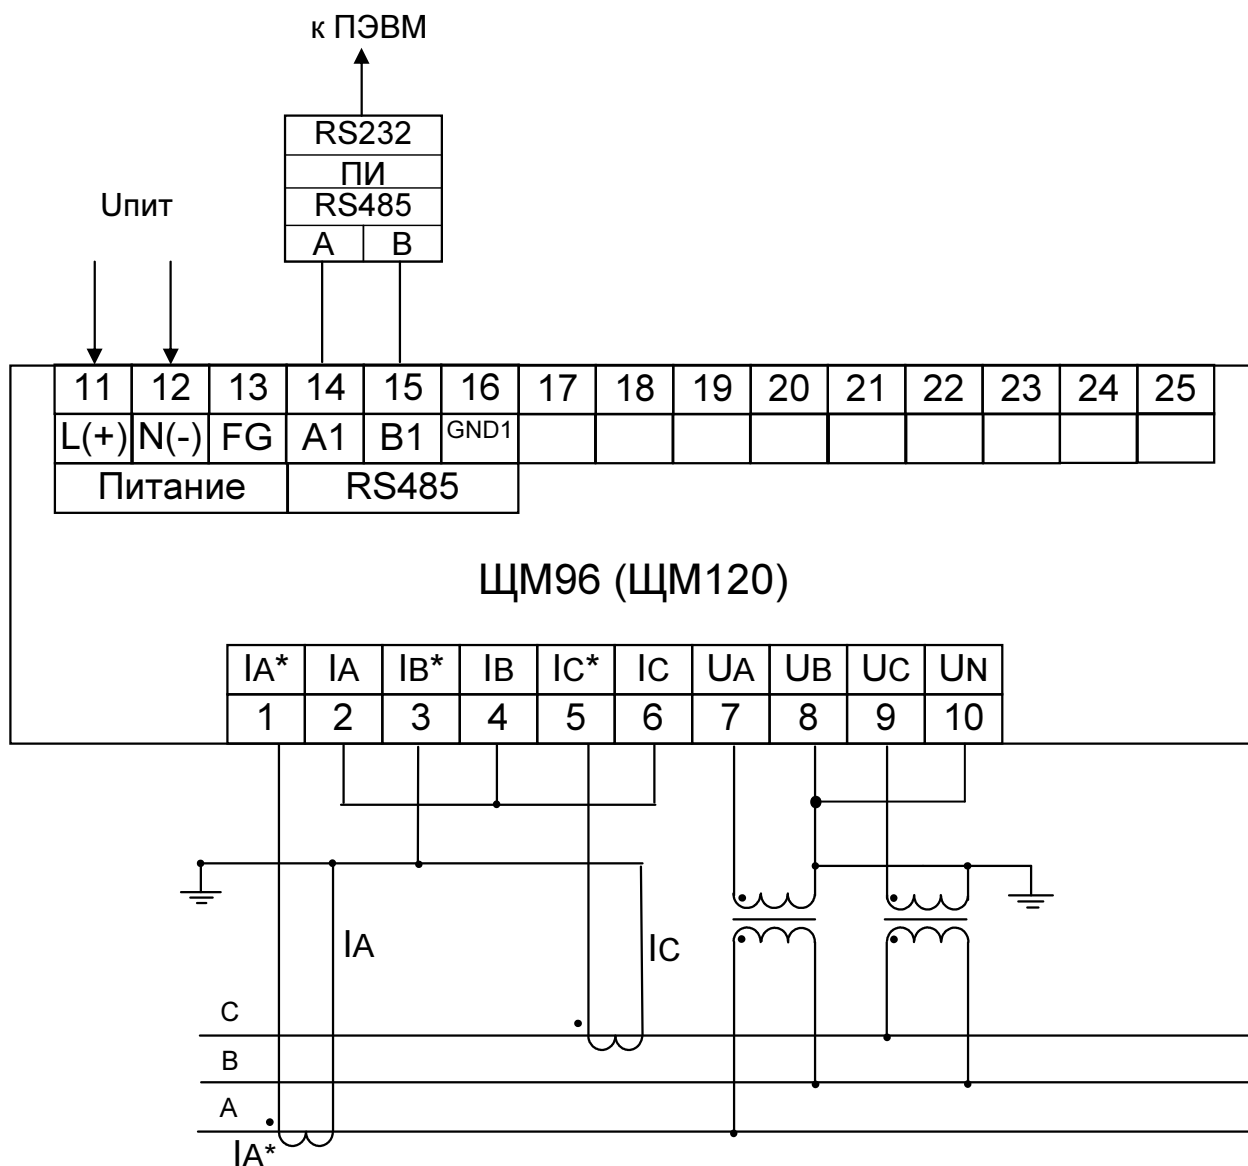 к ПЭВМ
RS232
ПИ
RS485
A B
Uпит
11 12 13 14 15 16 17 18 19 20 21 22 23 24 25
L(+) N(-) FG A1 B1 GND1
Питание RS485
ЩМ96 (ЩМ120)
IA* IA IB* IB IC* IC UA UB UC UN
1 2 3 4 5 6 7 8 9 10
IA IC
C
B
A
IA*